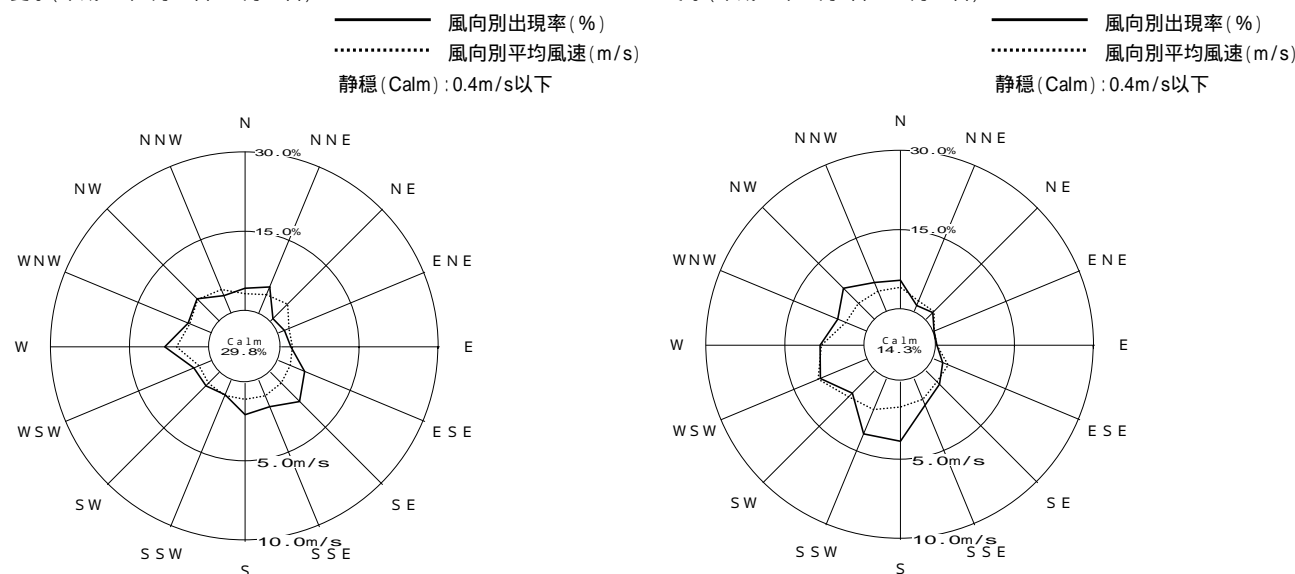 風向別出現率(%)
風向別平均風速(m/s)
静穏(Calm):0.4m/s以下
N
NNE
NE
ENE
E
ESE
SE
SSE
S
SSW
SW
WSW
W
WNW
NW
NNW
30.0%
15.0%
Calm
29.8%
5.0m/s
10.0m/s
風向別出現率(%)
風向別平均風速(m/s)
静穏(Calm):0.4m/s以下
N
NNE
NE
ENE
E
ESE
SE
SSE
S
SSW
SW
WSW
W
WNW
NW
NNW
30.0%
15.0%
Calm
14.3%
5.0m/s
10.0m/s